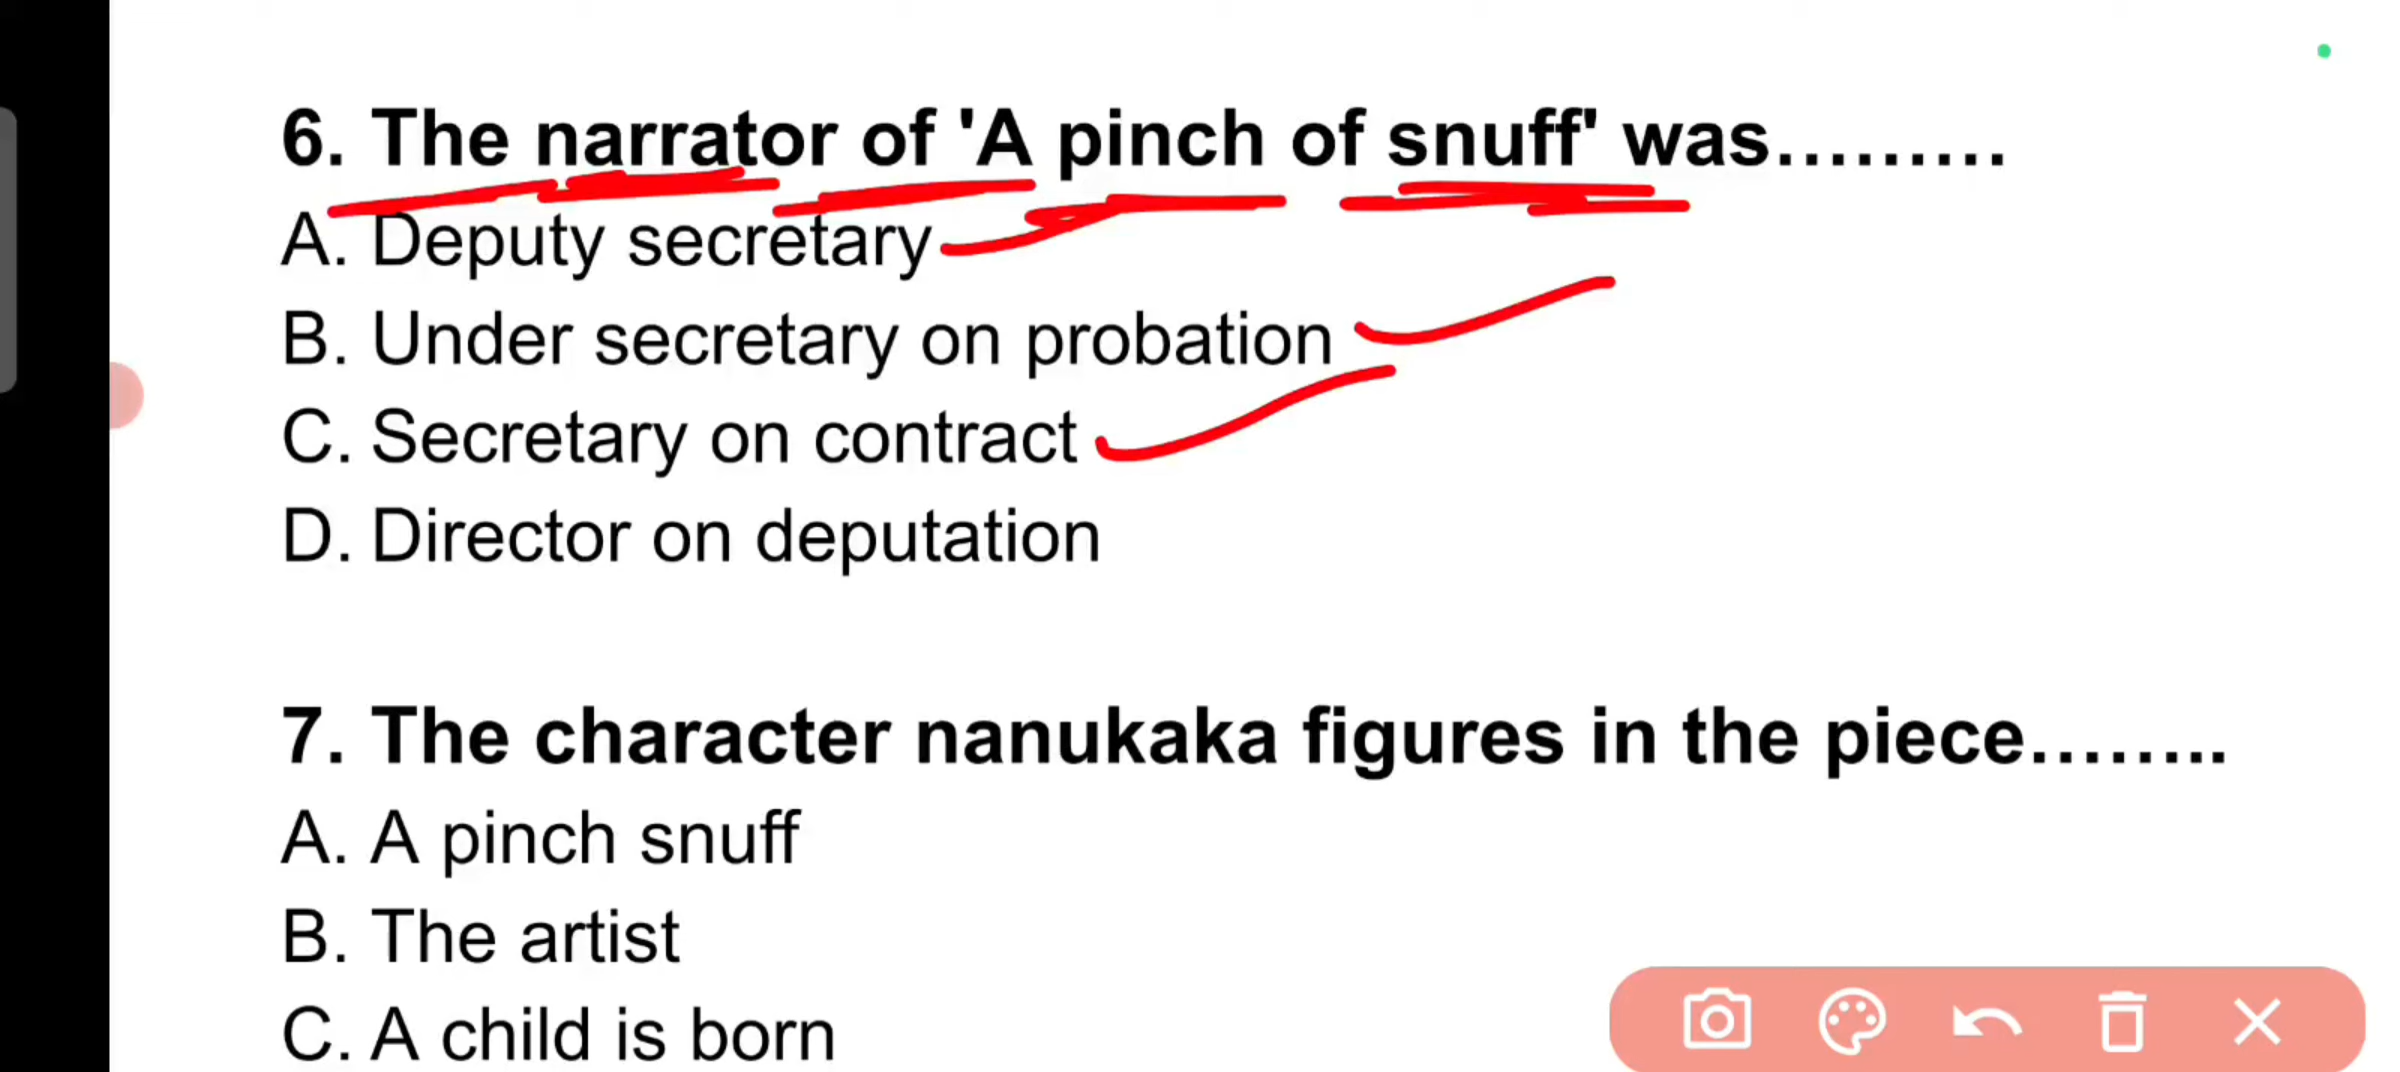 6. The narrator of 'A pinch of snuff' was.........
A. Deputy secretary
B. Under secretary on probation
C. Secretary on contract
D. Director on deputation
7. The character nanukaka figures in the piece........
A. A pinch snuff
B. The artist
C. A child is born